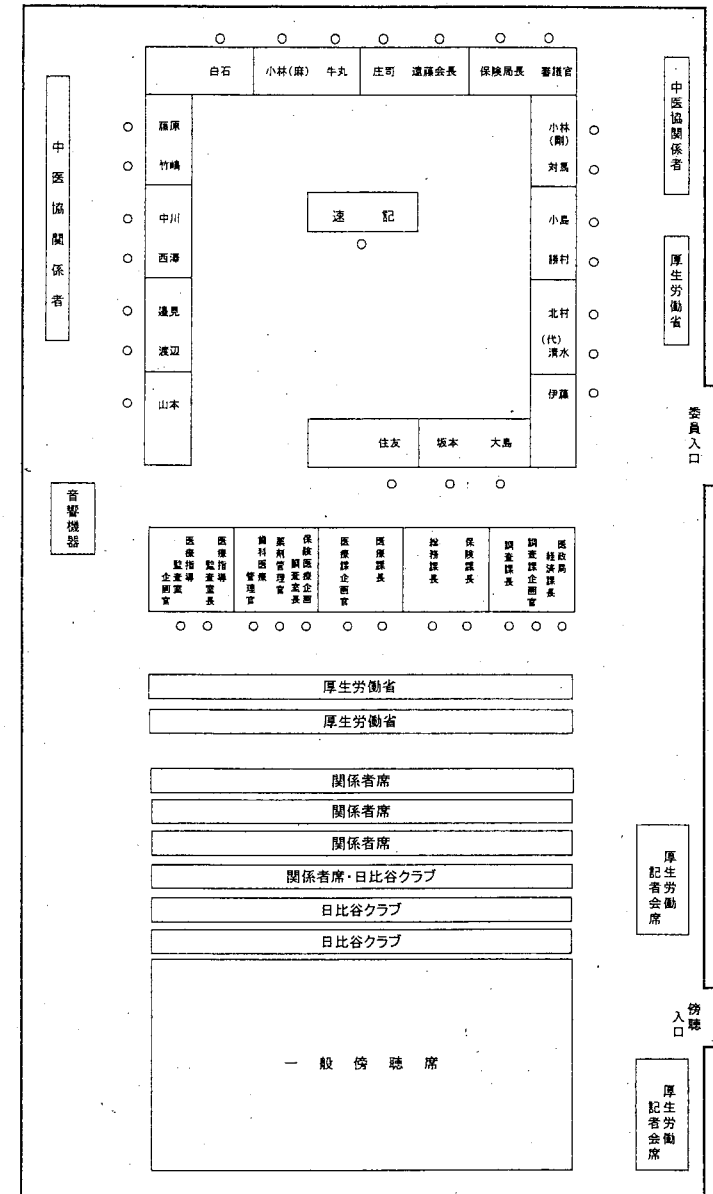 白石 小林(麻) 牛丸 庄司 遠藤会長 保険局長 審議官
中医協関係者
中医協関係者
厚生労働省
藤原
竹嶋
中川
西澤
邉見
渡辺
山本
速記
小林
(剛)
対馬
小島
勝村
北村
(代)
清水
伊藤
委員入口
住友 坂本 大島
音響機器
医療指導監査室企画官
医療指導監査室長
歯科医療管理官
薬剤管理官
保険医療企画調査室長
医療課企画官
医療課長
総務課長
保険課長
調査課長
調査課企画官
医政局経済課長
厚生労働省
厚生労働省
関係者席
関係者席
関係者席
関係者席・日比谷クラブ
日比谷クラブ
日比谷クラブ
厚生労働記者会席
傍聴入口
一般傍聴席
厚生労働記者会席